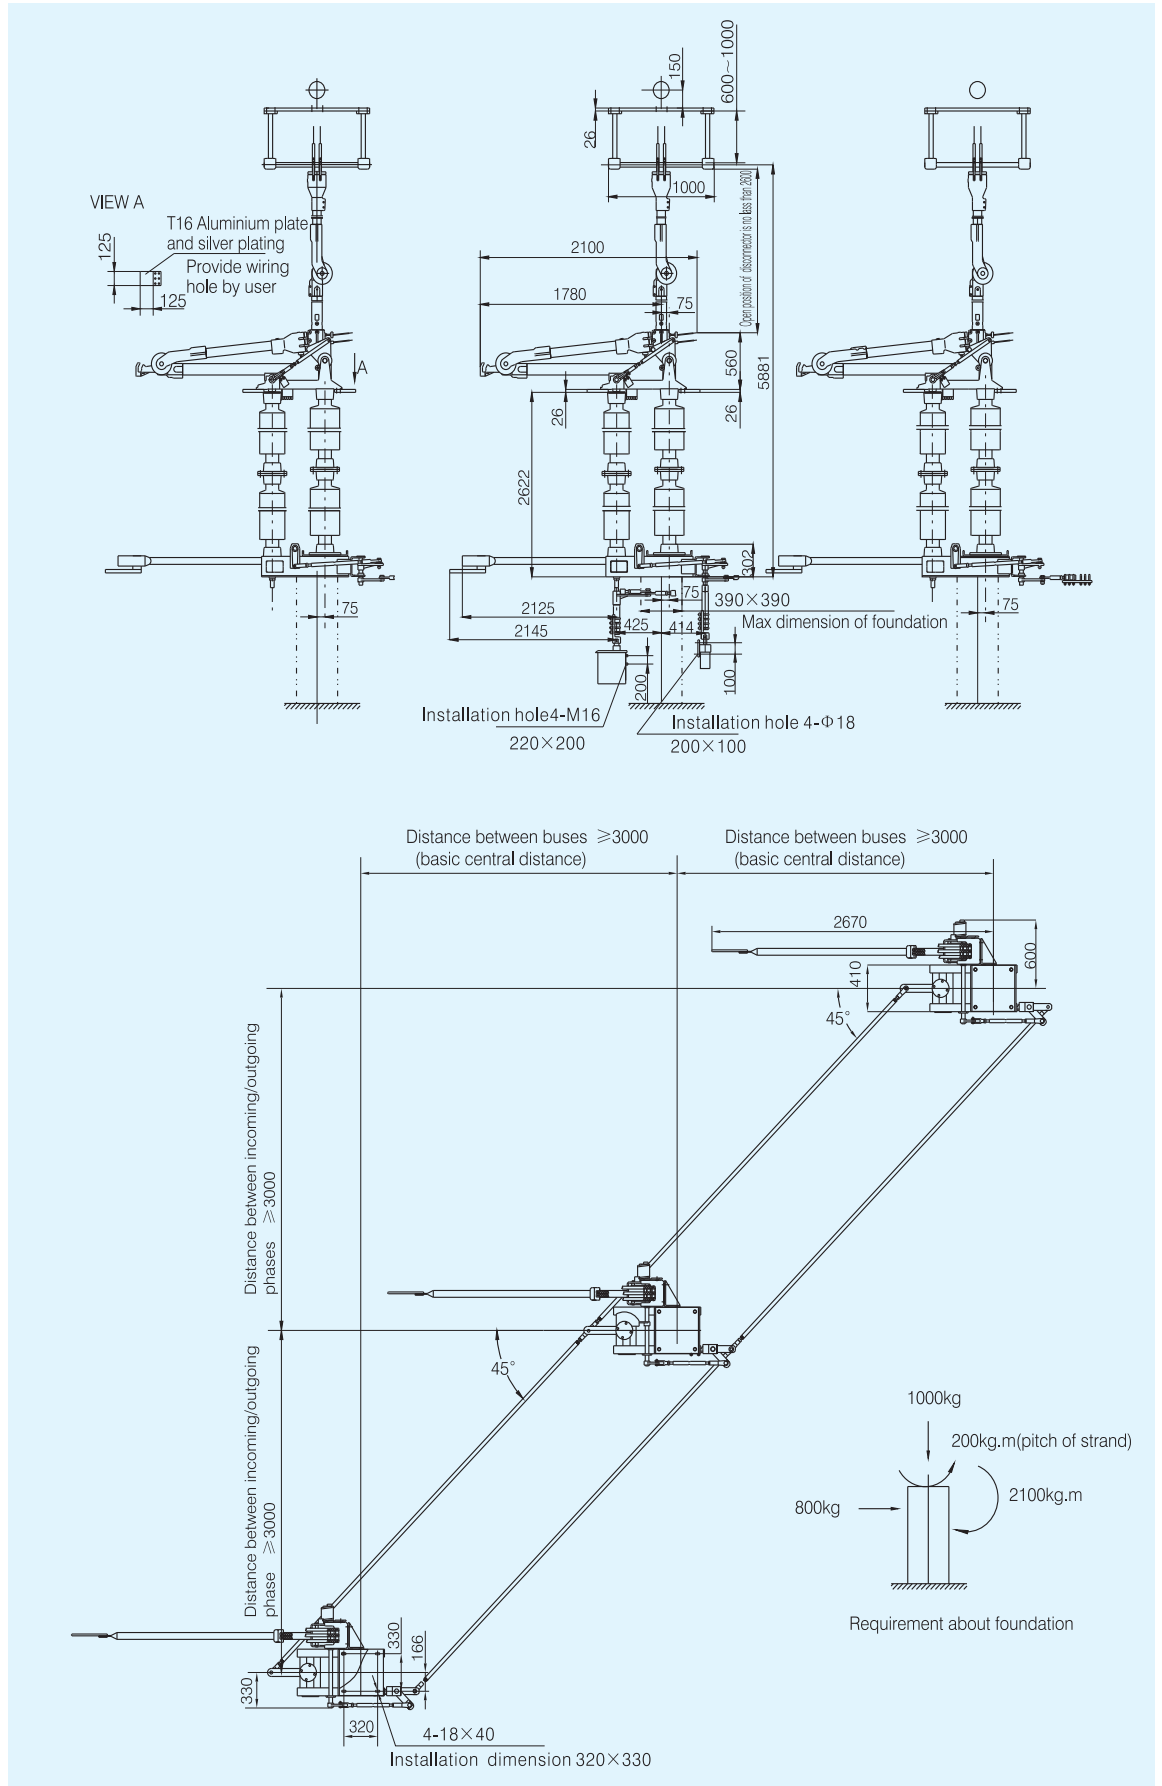 150
600~1000
26
1000
Open position of disconnector is no less than 2600
VIEW A
T16 Aluminium plate
and silver plating
Provide wiring
hole by user
125
125
2100
1780
75
560
5881
A
26
26
2622
302
75
75
390×390
75
2125
425
414
Max dimension of foundation
2145
200
100
Installation hole4-M16
220×200
Installation hole 4-Φ18
200×100
Distance between buses ≥3000
(basic central distance)
Distance between buses ≥3000
(basic central distance)
2670
600
410
45°
Distance between incoming/outgoing
phases ≥3000
45°
Distance between incoming/outgoing
phase ≥3000
1000kg
200kg.m(pitch of strand)
2100kg.m
800kg
Requirement about foundation
330
166
330
320
4-18×40
Installation dimension 320×330